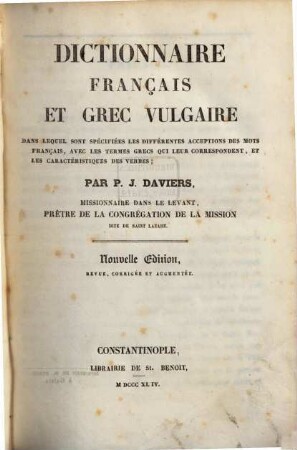 DICTIONNAIRE
FRANÇAIS
ET GREC VULGAIRE
DANS LEQUEL SONT SPÉCIFIÉES LES DIFFÉRENTES ACCEPTIONS DES MOTS
FRANÇAIS, AVEC LES TERMES GRECS QUI LEUR CORRESPONDENT, ET
LES CARACTÉRISTIQUES DES VERBES;
PAR P. J. DAVIERS,
MISSIONNAIRE DANS LE LEVANT,
PRÊTRE DE LA CONGRÉGATION DE LA MISSION
DITE DE SAINT LAZARE.
Nouvelle Edition,
REVUE, CORRIGÉE ET AUGMENTÉE.
CONSTANTINOPLE,
LIBRAIRIE DE St. BENOIT,
M DCCC XL IV.